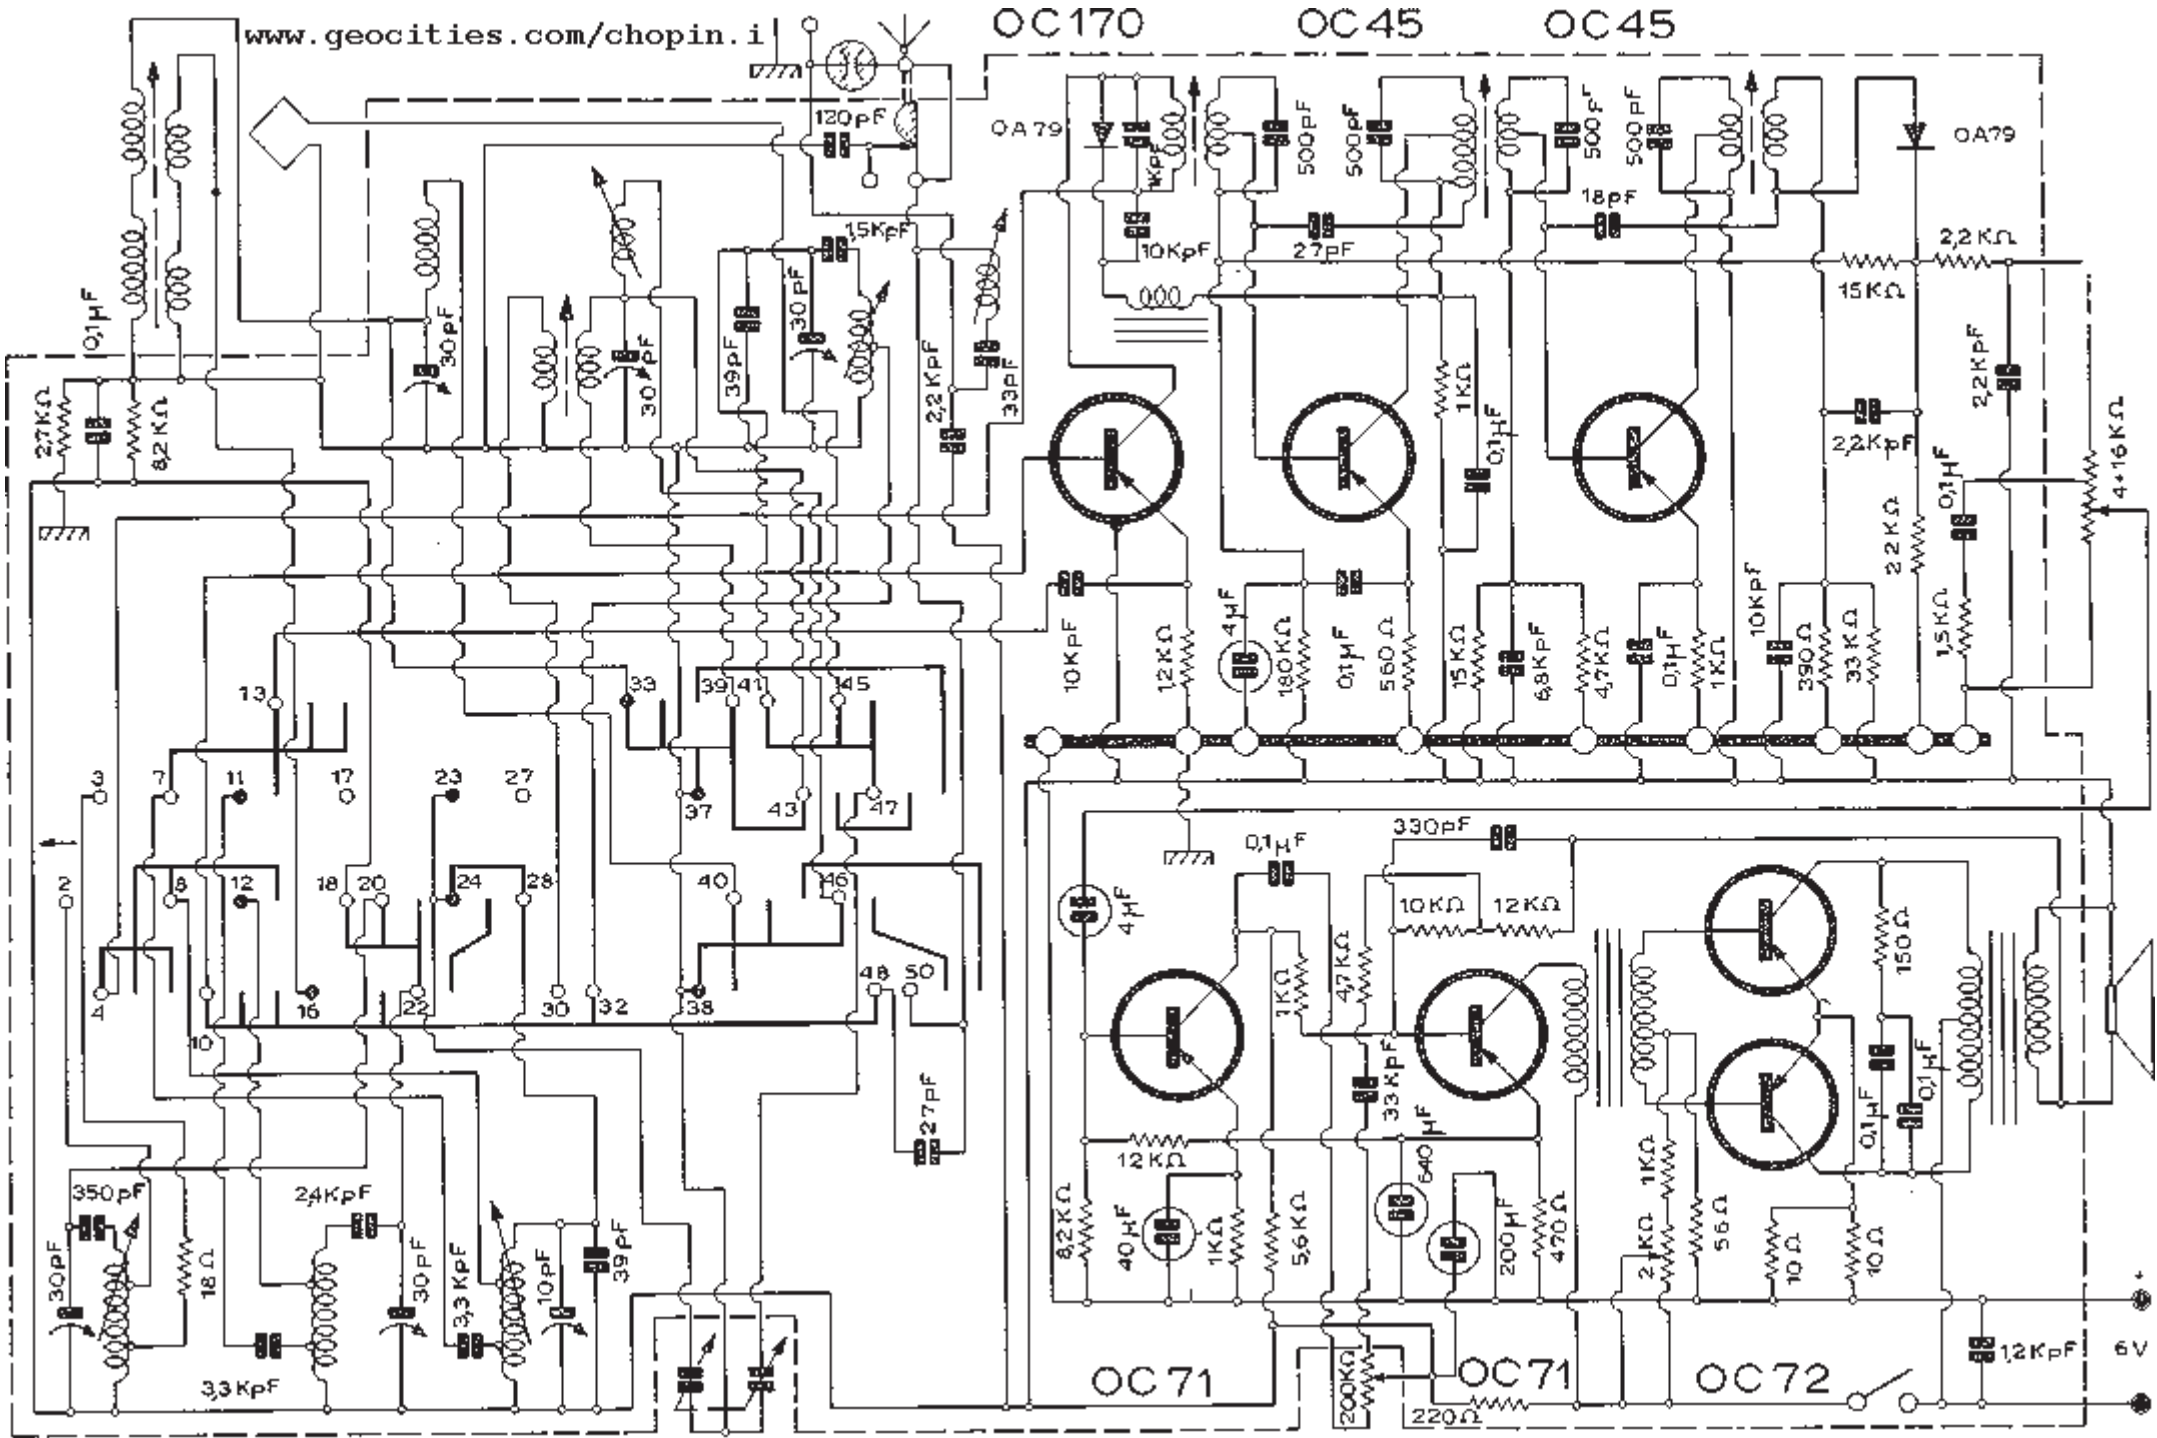 www.geocities.com/chopin.i
OC170
OC45
OC45
120pF
OA79
1KpF
500pF
500pF
500pF
500pF
OA79
1,5KpF
10KpF
27pF
18pF
2,2KΩ
15KΩ
0,1µF
30pF
30pF
39pF
30pF
2,2KpF
33pF
1KΩ
0,1µF
2,2KpF
22KpF
27KΩ
8,2KΩ
0,1µF
4+16KΩ
22KΩ
10KpF
12KΩ
4µF
180KΩ
0,1µF
560Ω
15KΩ
6,8KpF
4,7KΩ
0,1µF
1KΩ
10KpF
390Ω
33KΩ
1,5KΩ
13
33
39
41
45
3
7
11
17
23
27
37
43
47
2
8
12
18
20
24
28
40
46
4
10
16
22
30
32
38
48
50
0,1µF
330pF
4µF
10KΩ
12KΩ
1KΩ
4,7KΩ
150Ω
33KpF
0,1µF
0,1µF
27pF
12KΩ
640µF
1KΩ
350pF
2,4KpF
8,2KΩ
40µF
1KΩ
5,6KΩ
200µF
470Ω
2KΩ
56Ω
10Ω
10Ω
30pF
18Ω
30pF
3,3KpF
10pF
39pF
3,3KpF
+
6V
1,2KpF
OC71
200KΩ
OC71
220Ω
OC72